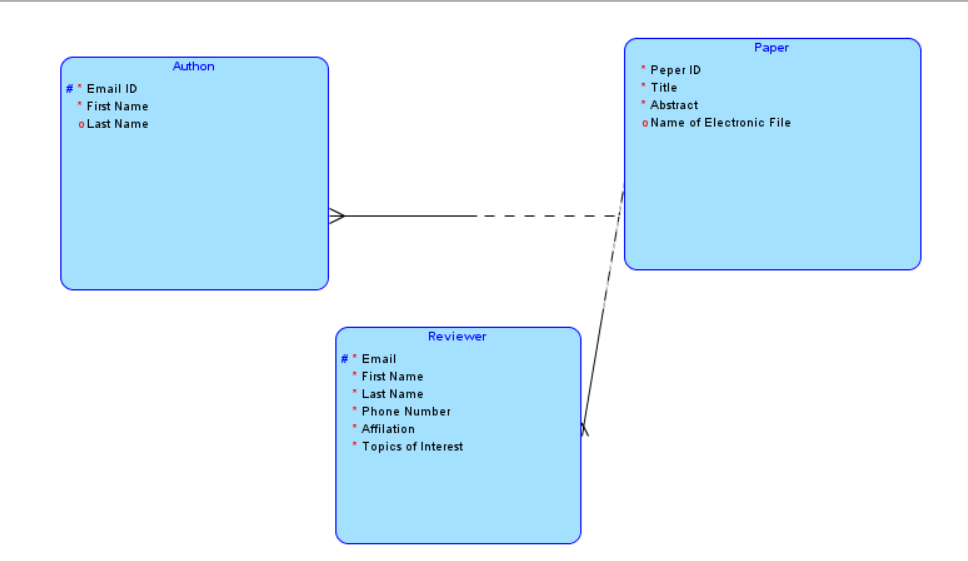 Authon
# * Email ID
* First Name
o Last Name
Paper
* Peper ID
* Title
* Abstract
o Name of Electronic File
Reviewer
# * Email
* First Name
* Last Name
* Phone Number
* Affilation
* Topics of Interest